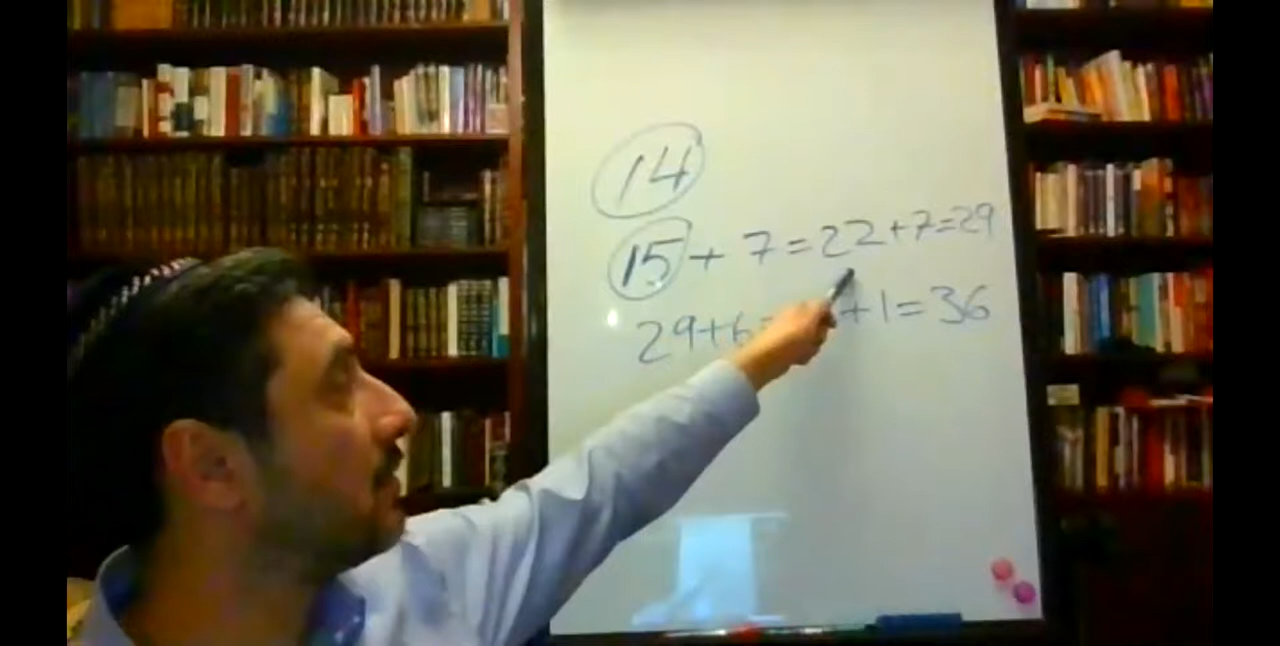 14
15 + 7 = 22 + 7 = 29
29 + 6 = + 1 = 36